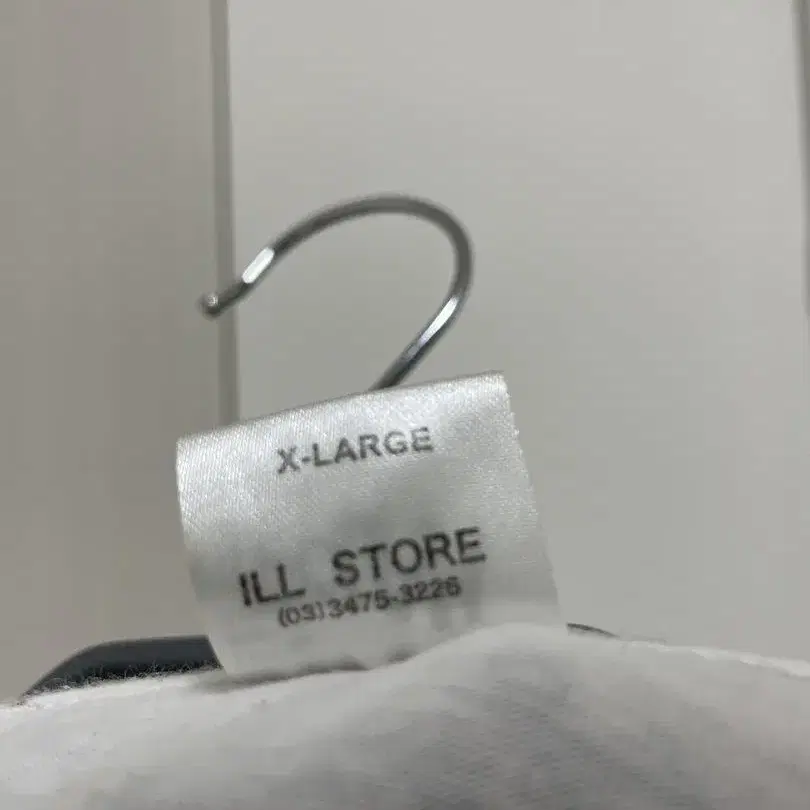 X-LARGE
ILL STORE
(03)3475-3226